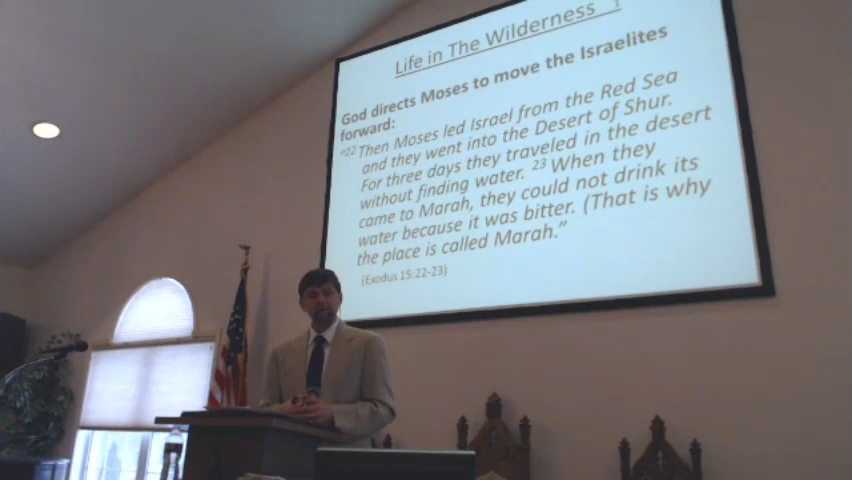 Life in The Wilderness
God directs Moses to move the Israelites
forward:
"22 Then Moses led Israel from the Red Sea
and they went into the Desert of Shur.
For three days they traveled in the desert
without finding water. 23 When they
came to Marah, they could not drink its
water because it was bitter. (That is why
the place is called Marah."
(Exodus 15:22-23)